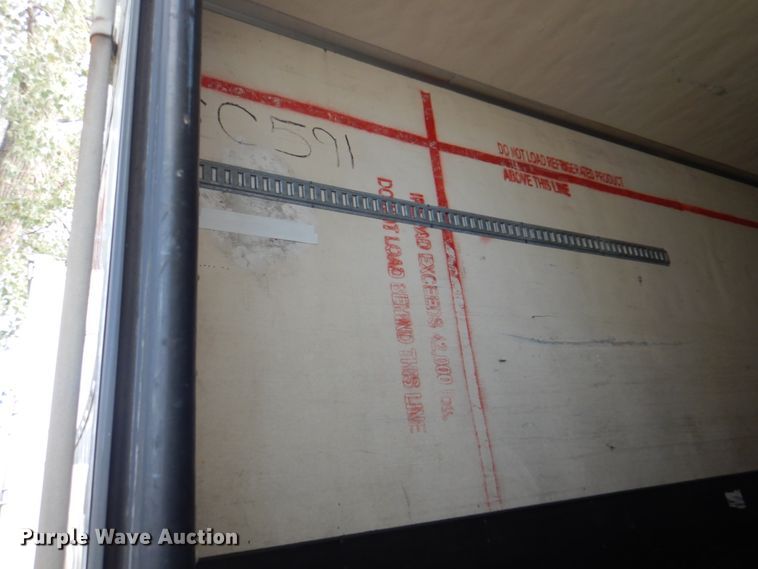 C591
DO NOT LOAD REFRIGERATED PRODUCT
ABOVE THIS LINE
IF LOAD EXCEEDS 42,000 lbs.
DO NOT LOAD BEHIND THIS LINE
Purple Wave Auction